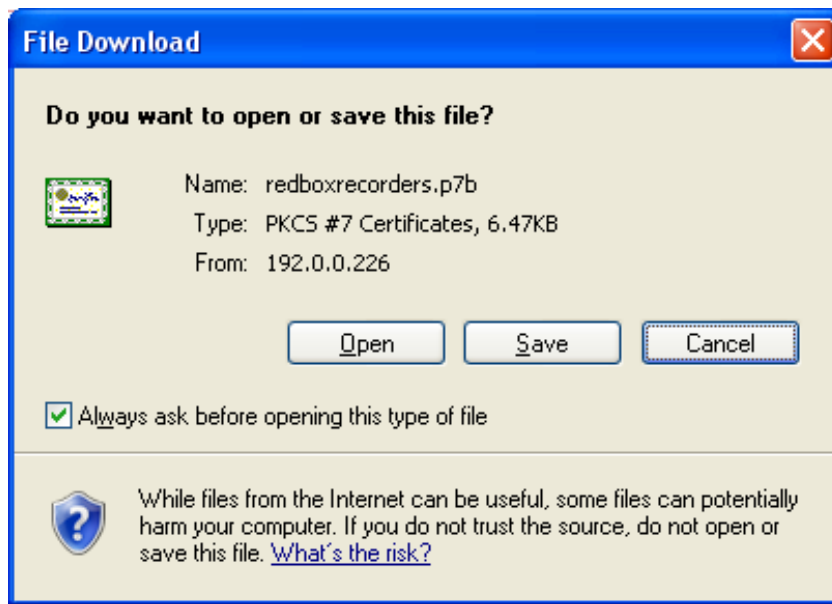 File Download
Do you want to open or save this file?
Name: redboxrecorders.p7b
Type: PKCS #7 Certificates, 6.47KB
From: 192.0.0.226
Open Save Cancel
Always ask before opening this type of file
While files from the Internet can be useful, some files can potentially
harm your computer. If you do not trust the source, do not open or
save this file. What's the risk?